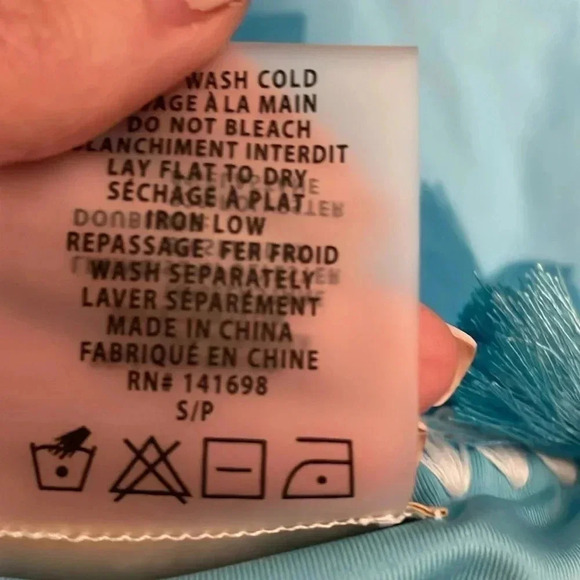 WASH COLD
À LA MAIN
DO NOT BLEACH
INTERDIT
LAY FLAT TO DRY
SÉCHAGE À PLAT
IRON LOW
REPASSAGE FER FROID
WASH SEPARATELY
LAVER SÉPARÉMENT
MADE IN CHINA
FABRIQUÉ EN CHINE
RN# 141698
S/P